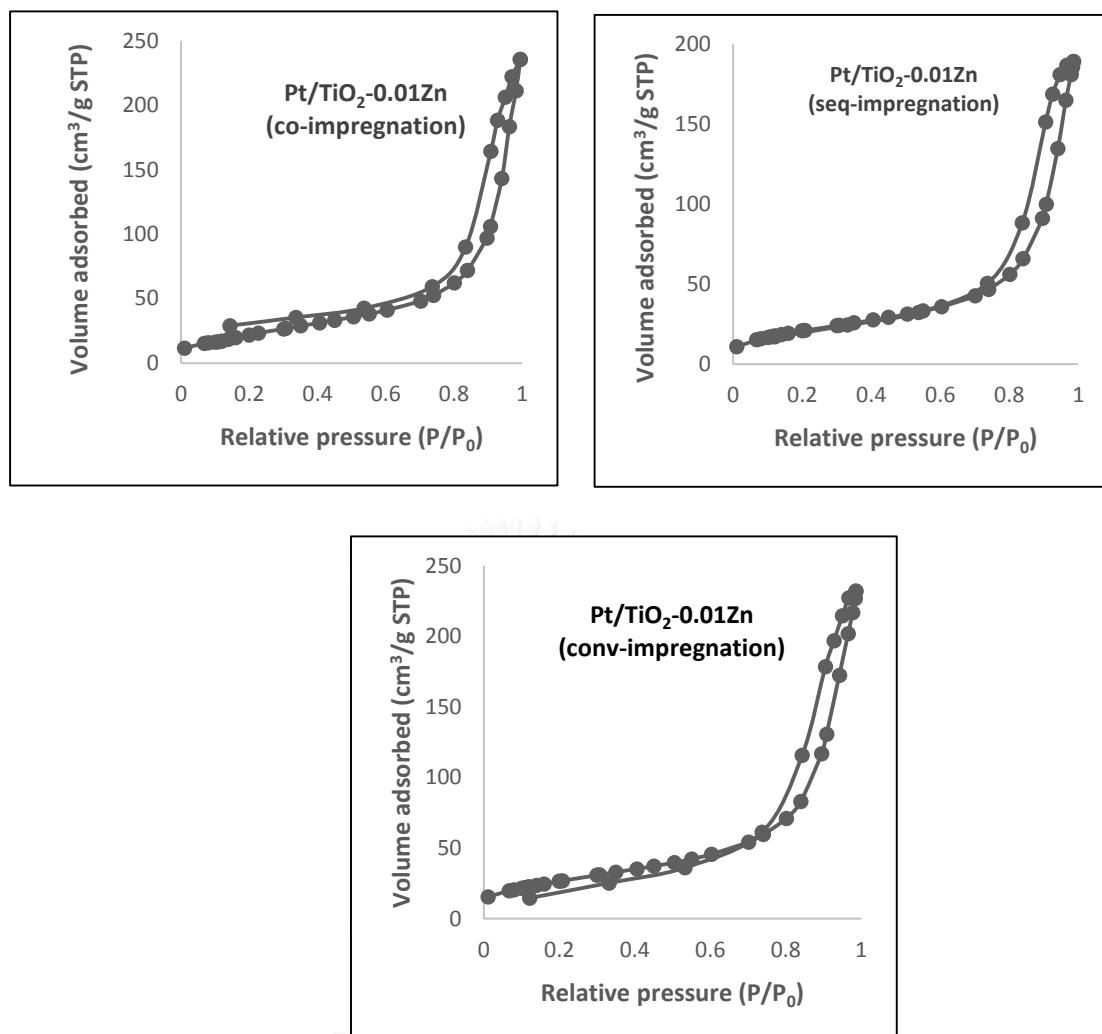 Volume adsorbed (cm³/g STP)
250
200
150
100
50
0
Pt/TiO₂-0.01Zn
(co-impregnation)
0 0.2 0.4 0.6 0.8 1
Relative pressure (P/P₀)
Volume adsorbed (cm³/g STP)
200
150
100
50
0
Pt/TiO₂-0.01Zn
(seq-impregnation)
0 0.2 0.4 0.6 0.8 1
Relative pressure (P/P₀)
Volume adsorbed (cm³/g STP)
250
200
150
100
50
0
Pt/TiO₂-0.01Zn
(conv-impregnation)
0 0.2 0.4 0.6 0.8 1
Relative pressure (P/P₀)